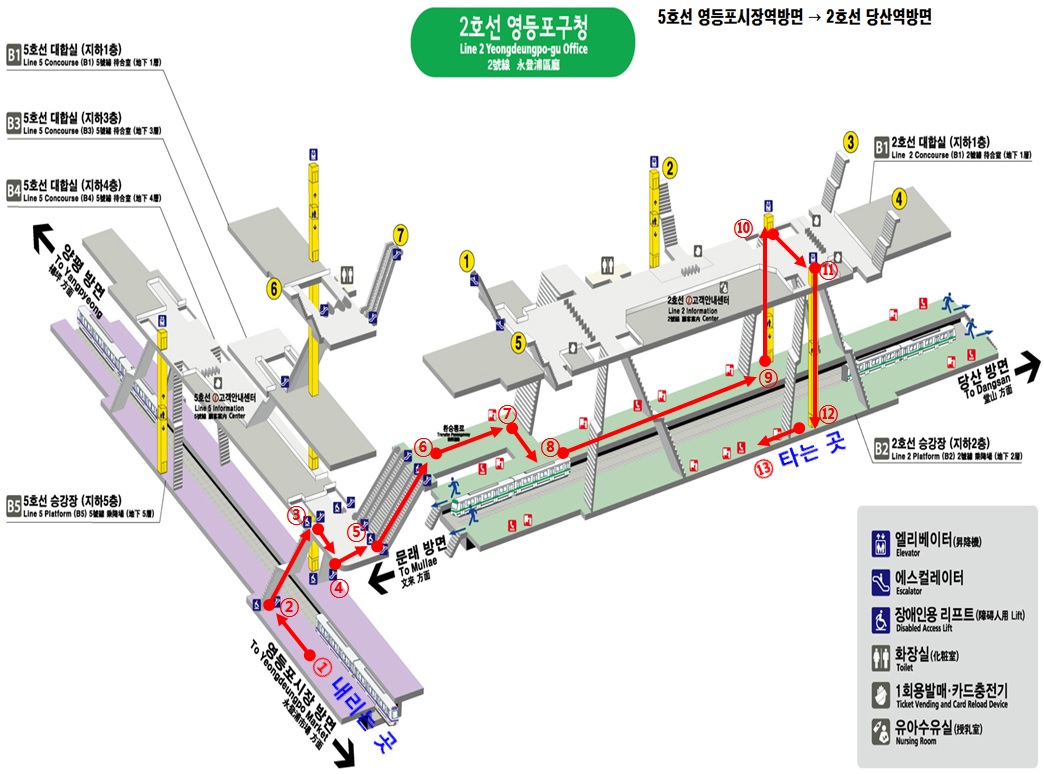 2호선 영등포구청
Line 2 Yeongdeungpo-gu Office
2號線 永登浦區廳
5호선 영등포시장역방면 → 2호선 당산역방면
B1 5호선 대합실 (지하1층)
Line 5 Concourse (B1) 5號線 待合室 (地下 1層)
B3 5호선 대합실 (지하3층)
Line 5 Concourse (B3) 5號線 待合室 (地下 3層)
B4 5호선 대합실 (지하4층)
Line 5 Concourse (B4) 5號線 待合室 (地下 4層)
B1 2호선 대합실 (지하1층)
Line 2 Concourse (B1) 2號線 待合室 (地下 1層)
양평 방면
To Yangpyeong
楊坪 方面
1
2
3
4
5
6
7
2호선 고객안내센터
Line 2 Information
2號線 顧客案內 Center
5호선 고객안내센터
Line 5 Information
5號線 顧客案內 Center
환승통로
당산 방면
To Dangsan
堂山 方面
B2 2호선 승강장 (지하2층)
Line 2 Platform (B2) 2號線 乘降場 (地下 2層)
B5 5호선 승강장 (지하5층)
Line 5 Platform (B5) 5號線 乘降場 (地下 5層)
문래 방면
To Mullae
文來 方面
영등포시장 방면
To Yeongdeungpo Market
永登浦市場 方面
① 내리는 곳
②
③
④
⑤
⑥
⑦
⑧
⑨
⑩
⑪
⑫
⑬ 타는 곳
엘리베이터(昇降機)
Elevator
에스컬레이터
Escalator
장애인용 리프트(障碍人用 Lift)
Disabled Access Lift
화장실(化粧室)
Toilet
1회용발매·카드충전기
Ticket Vending and Card Reload Device
유아수유실(授乳室)
Nursing Room